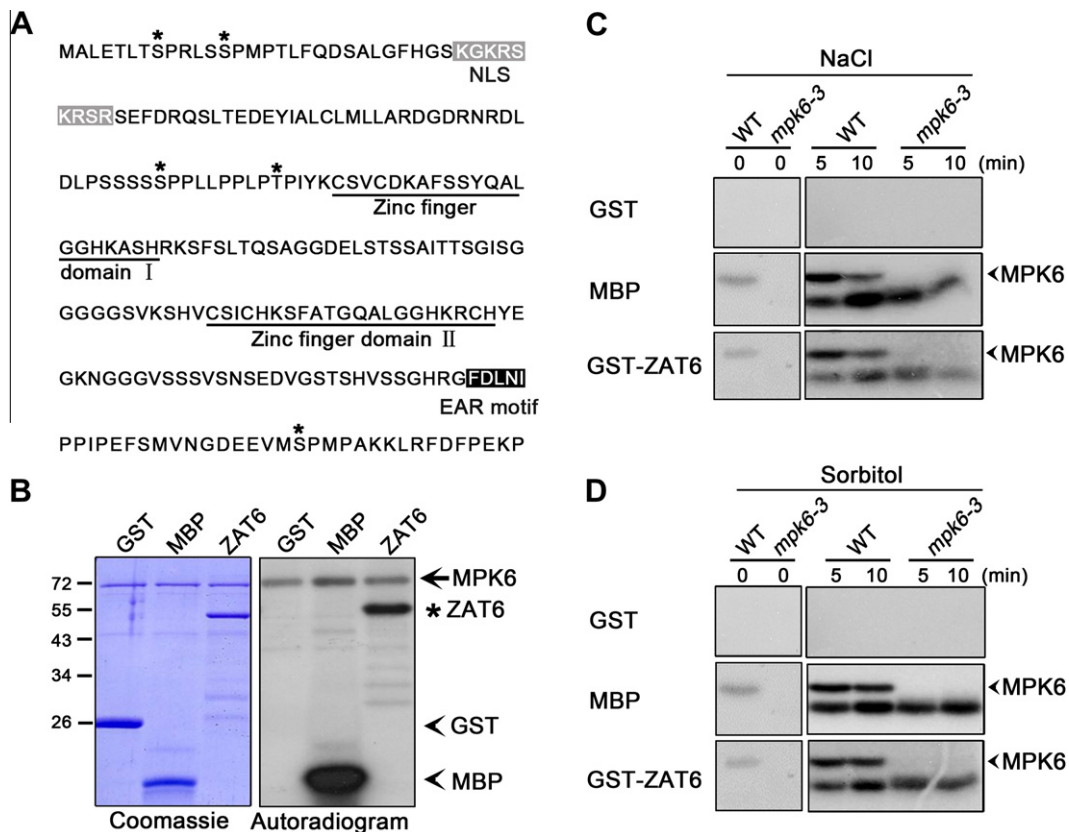 A
* *
MALETLTSPRLSSPMPTLFQDSALGFHGSKGKRS
NLS
KRSRSEFDRQSLTEDEYIALCLMLLARDGDRNRDL
* *
DLPSSSSSPPLLPPLPTPIYKCSVCDKAFSSYQAL
Zinc finger
GGHKASHRKSFSLTQSAGGDELSTSSAITTSGISG
domain Ⅰ
GGGGSVKSHVCSICHKSFATGQALGGHKRCHYE
Zinc finger domain Ⅱ
GKNGGGVSSSVSNSEDVGSTSHVSSGHRGFDLNI
EAR motif
*
PPIPEFSMVNGDEEVMSPMPAKKLRFDFPEKP
B
GST MBP ZAT6 GST MBP ZAT6
72
55
43
34
26
MPK6
* ZAT6
GST
MBP
Coomassie Autoradiogram
C
NaCl
WT mpk6-3 WT mpk6-3
0 0 5 10 5 10 (min)
GST
MBP MPK6
GST-ZAT6 MPK6
D
Sorbitol
WT mpk6-3 WT mpk6-3
0 0 5 10 5 10 (min)
GST
MBP MPK6
GST-ZAT6 MPK6